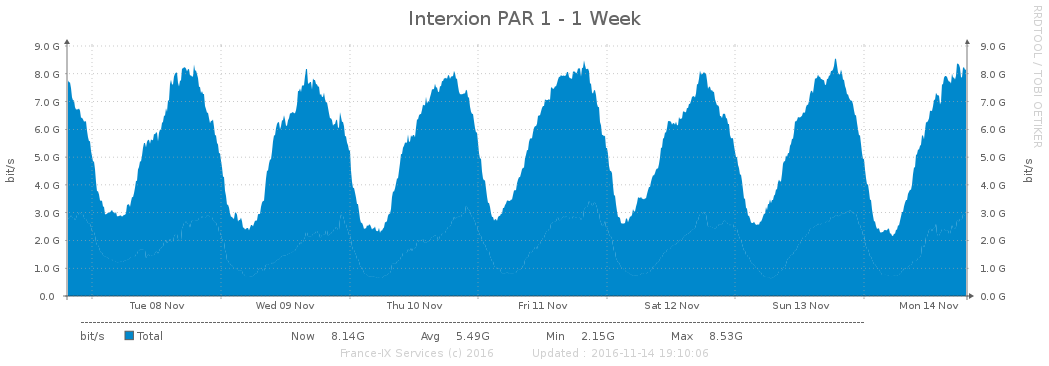 Interxion PAR 1 - 1 Week
RRDTOOL / TOBI OETIKER
9.0 G 9.0 G
8.0 G 8.0 G
7.0 G 7.0 G
6.0 G 6.0 G
5.0 G 5.0 G
bit/s bit/s
4.0 G 4.0 G
3.0 G 3.0 G
2.0 G 2.0 G
1.0 G 1.0 G
0.0 0.0 G
Tue 08 Nov Wed 09 Nov Thu 10 Nov Fri 11 Nov Sat 12 Nov Sun 13 Nov Mon 14 Nov
bit/s Total Now 8.14G Avg 5.49G Min 2.15G Max 8.53G
France-IX Services (c) 2016 Updated : 2016-11-14 19:10:06